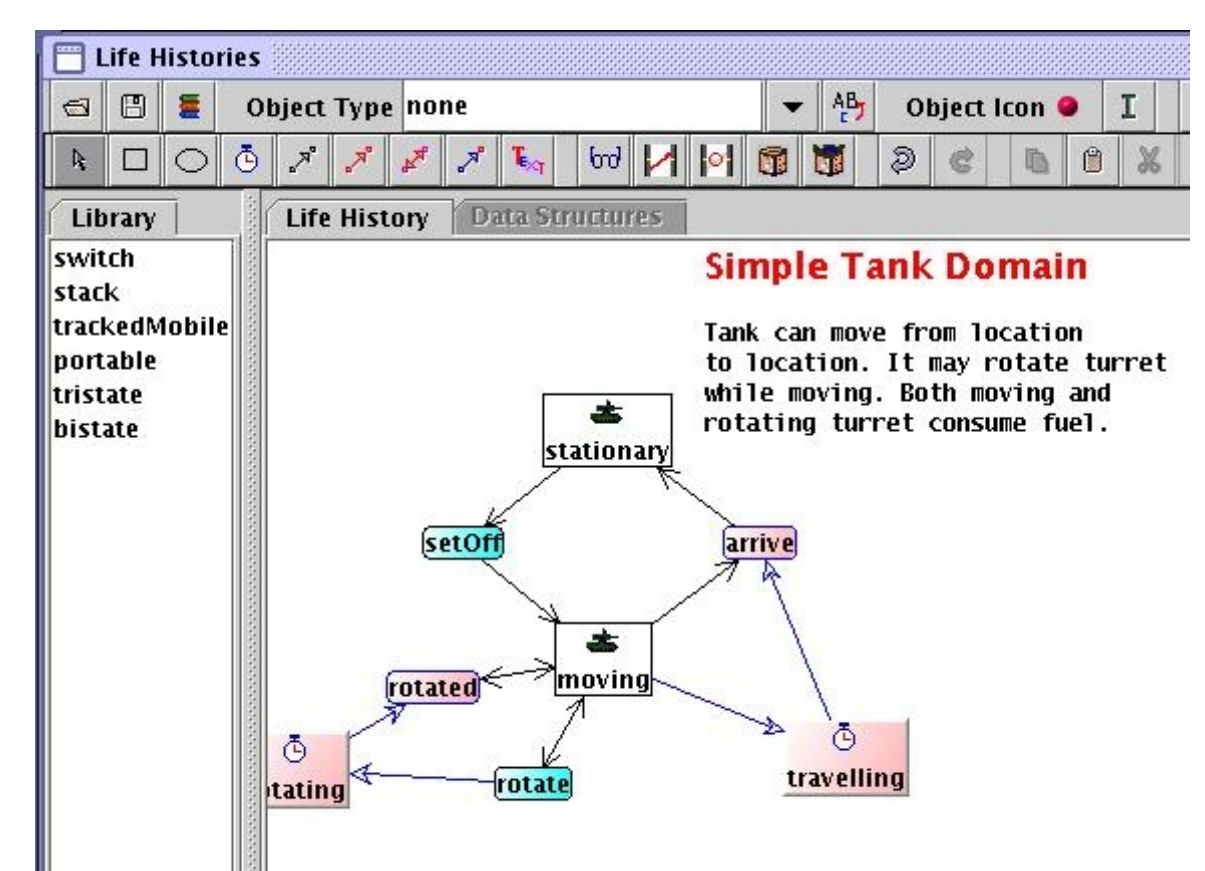 Life Histories
Object Type none
Object Icon
TEXT
Library
Life History
Data Structures
switch
stack
trackedMobile
portable
tristate
bistate
Simple Tank Domain
Tank can move from location
to location. It may rotate turret
while moving. Both moving and
rotating turret consume fuel.
stationary
setOff
arrive
moving
rotated
travelling
tating
rotate